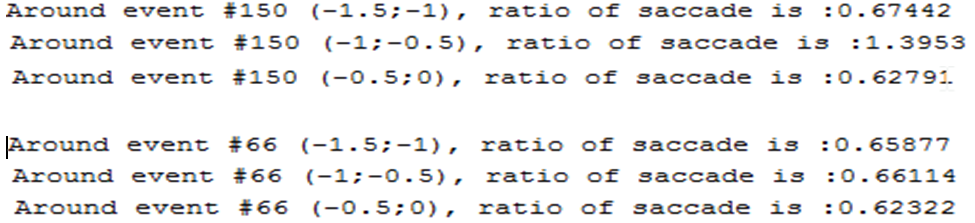 Around event #150 (-1.5;-1), ratio of saccade is :0.67442
Around event #150 (-1;-0.5), ratio of saccade is :1.3953
Around event #150 (-0.5;0), ratio of saccade is :0.62791
Around event #66 (-1.5;-1), ratio of saccade is :0.65877
Around event #66 (-1;-0.5), ratio of saccade is :0.66114
Around event #66 (-0.5;0), ratio of saccade is :0.62322